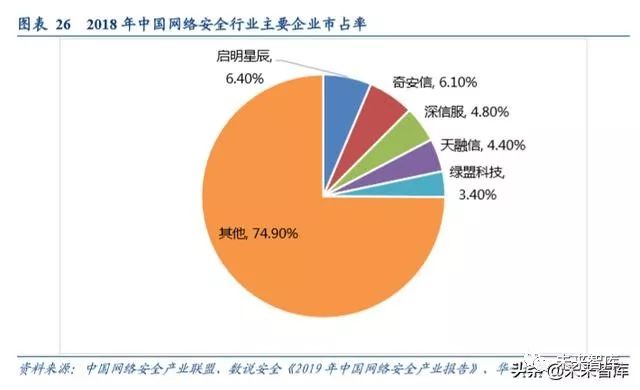 图表 26 2018 年中国网络安全行业主要企业市占率
启明星辰,
6.40%
奇安信, 6.10%
深信服, 4.80%
天融信, 4.40%
绿盟科技,
3.40%
其他, 74.90%
资料来源：中国网络安全产业联盟、数说安全《2019 年中国网络安全产业报告》、华
未来智库
头条 @未来智库